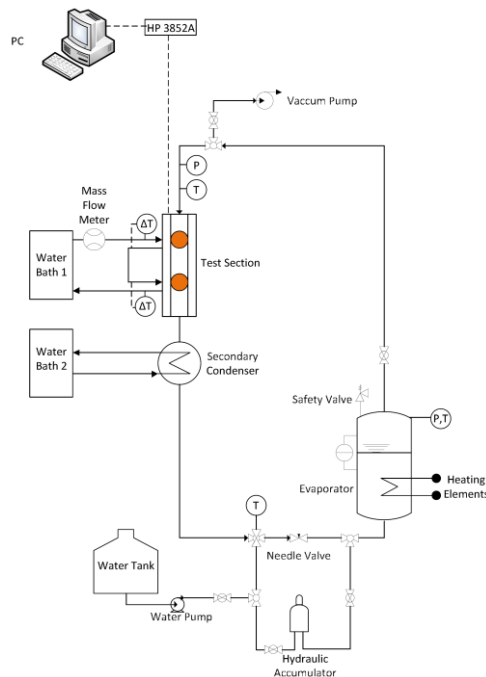 PC
HP 3852A
Vaccum Pump
P
T
Mass
Flow
Meter
ΔT
Water
Bath 1
Test Section
ΔT
Water
Bath 2
Secondary
Condenser
Safety Valve
P,T
Evaporator
Heating
Elements
T
Needle Valve
Water Tank
Water Pump
Hydraulic
Accumulator